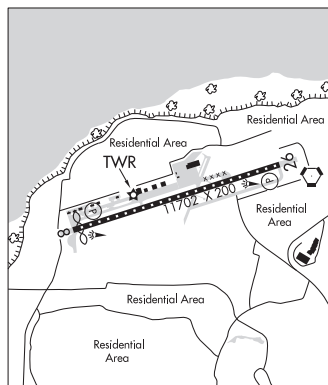 Residential Area
Residential Area
TWR
26
P
11702 X 200
P
08
Residential
Area
Residential Area
Residential
Area